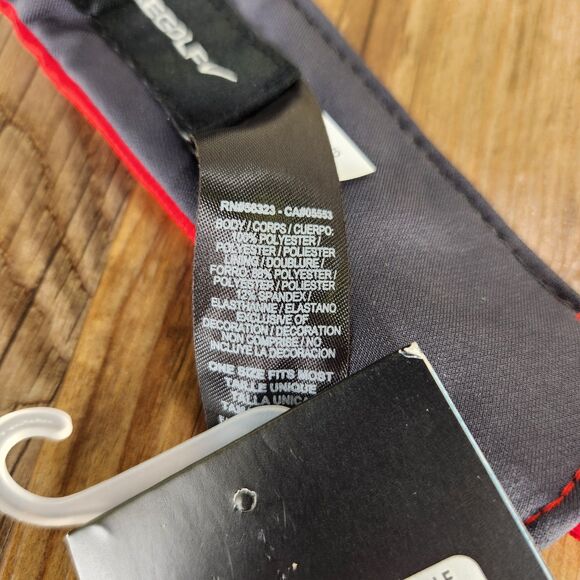 RN#56323 - CA#05553
BODY / CORPS / CUERPO:
100% POLYESTER /
POLYESTER / POLIESTER
LINING / DOUBLURE /
FORRO: 88% POLYESTER /
POLYESTER / POLIESTER
12% SPANDEX /
ELASTHANNE / ELASTANO
EXCLUSIVE OF
DECORATION / DECORATION
NON COMPRISE / NO
INCLUYE LA DECORACION
ONE SIZE FITS MOST
TAILLE UNIQUE
TALLA UNICA